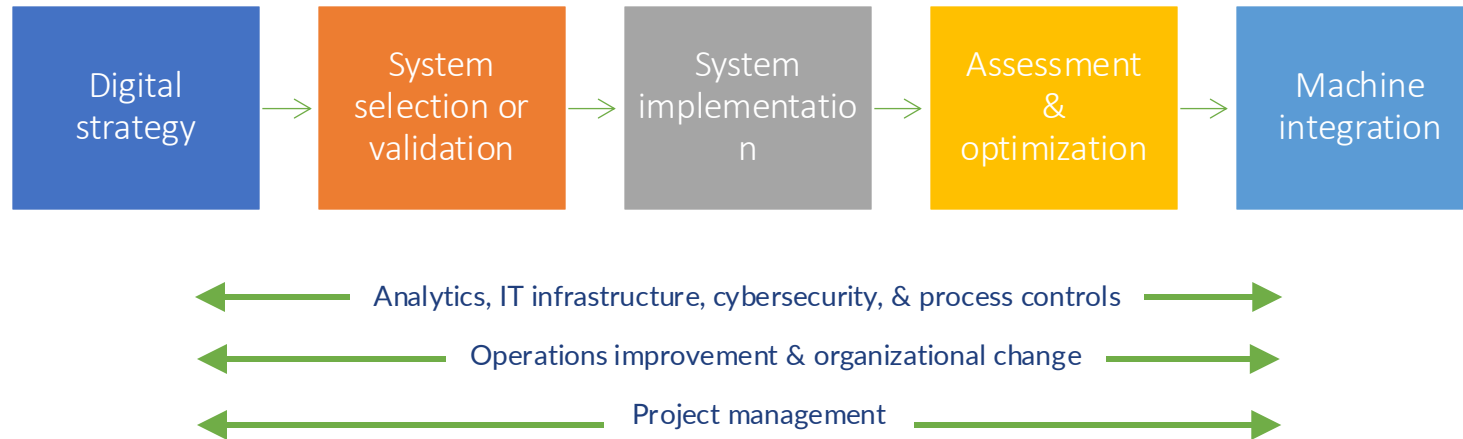 Digital
strategy
System
selection or
validation
System
implementatio
n
Assessment
&
optimization
Machine
integration
Analytics, IT infrastructure, cybersecurity, & process controls
Operations improvement & organizational change
Project management